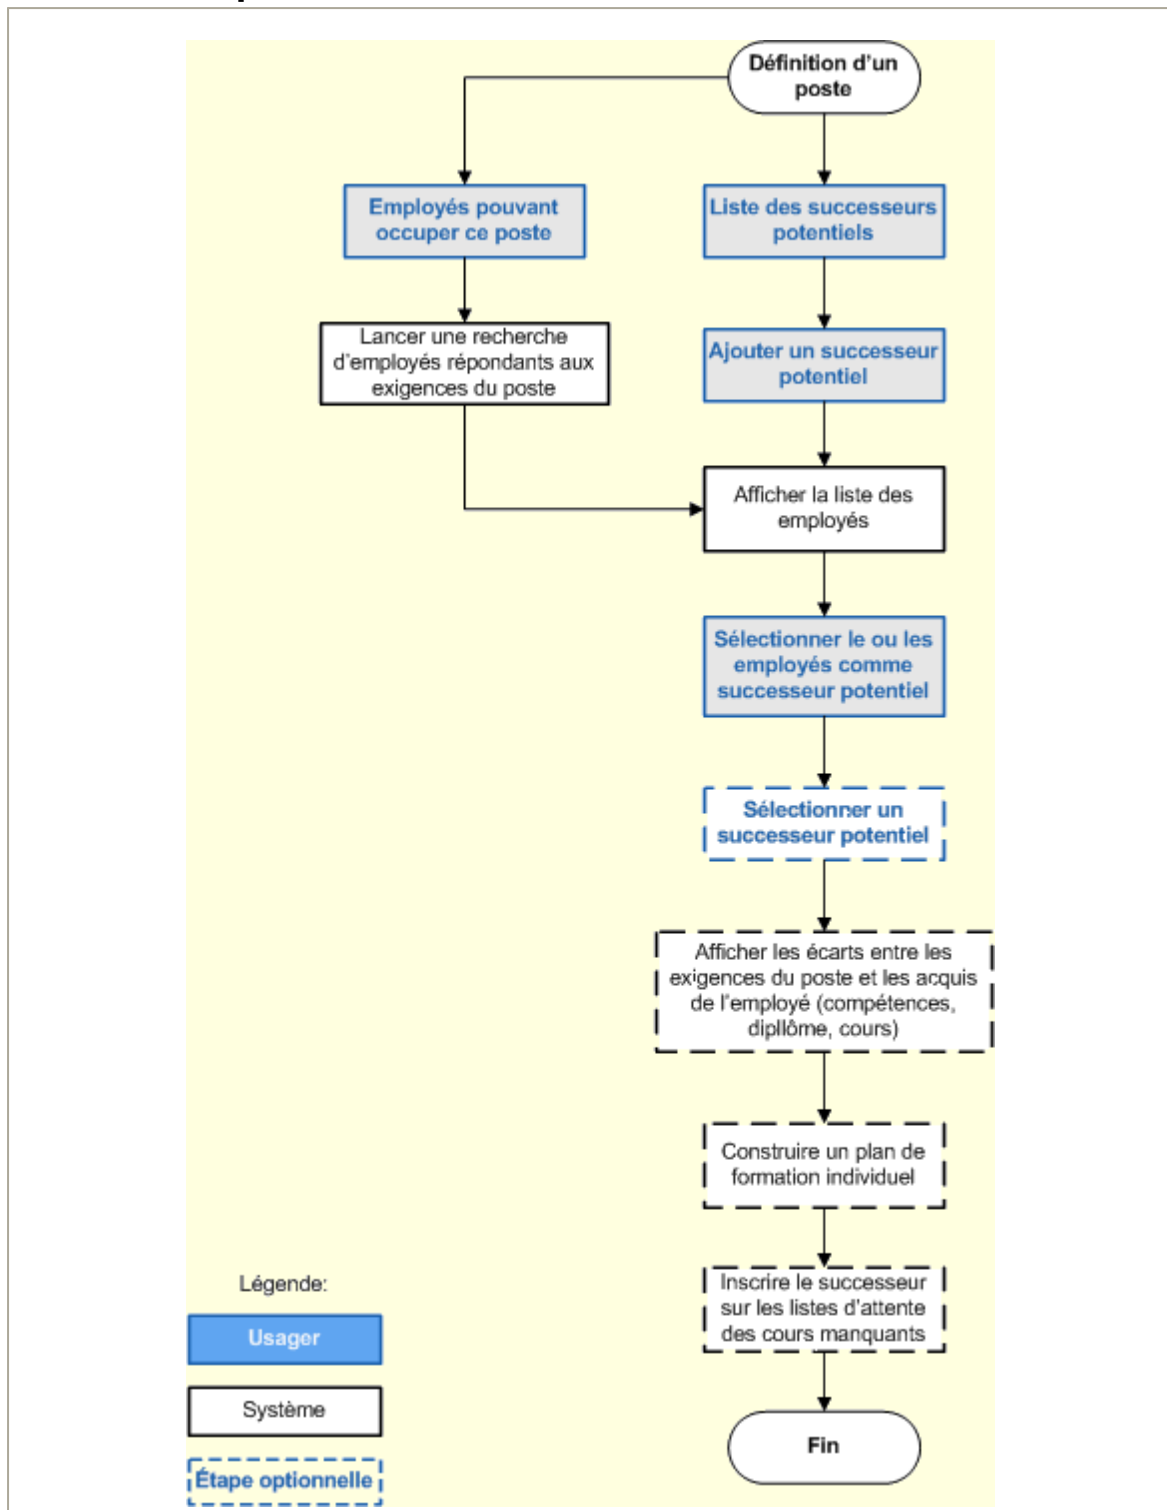 Définition d'un
poste
Employés pouvant
occuper ce poste
Liste des successeurs
potentiels
Lancer une recherche
d'employés répondants aux
exigences du poste
Ajouter un successeur
potentiel
Afficher la liste des
employés
Sélectionner le ou les
employés comme
successeur potentiel
Sélectionner un
successeur potentiel
Afficher les écarts entre les
exigences du poste et les acquis
de l'employé (compétences,
dipllôme, cours)
Construire un plan de
formation individuel
Inscrire le successeur
sur les listes d'attente
des cours manquants
Fin
Légende:
Usager
Système
Étape optionnelle